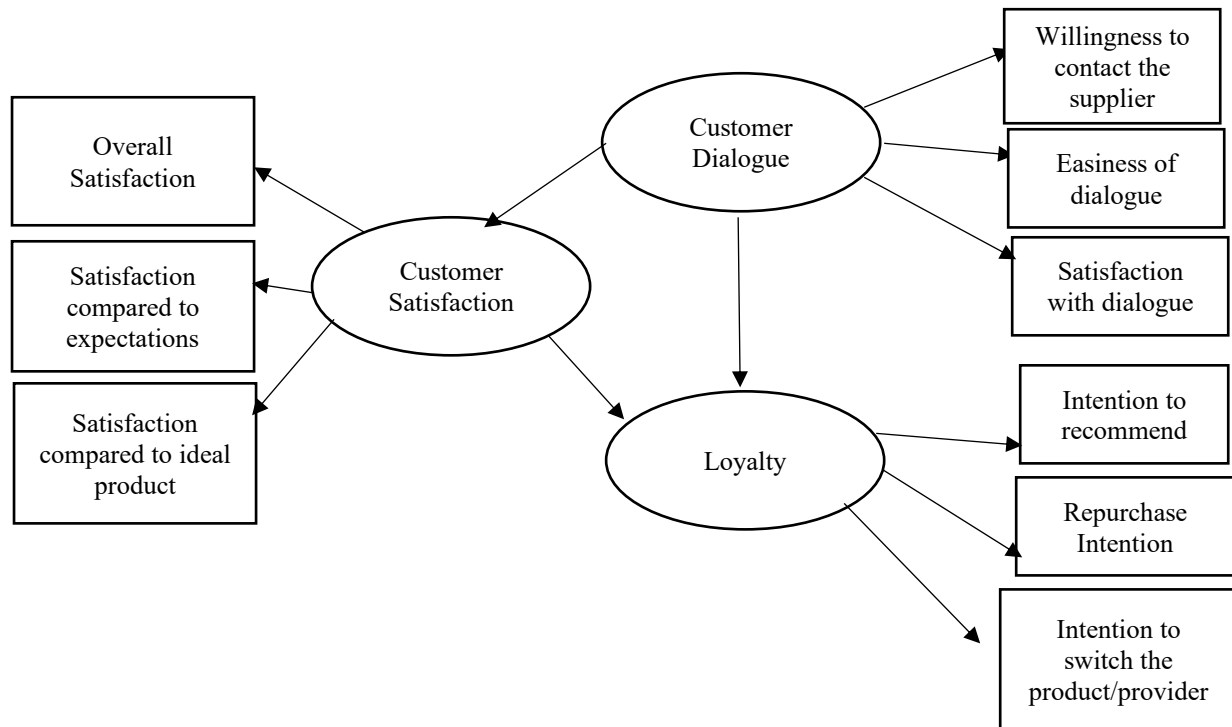 Willingness to
contact the
supplier
Customer
Dialogue
Overall
Satisfaction
Easiness of
dialogue
Satisfaction
compared to
expectations
Customer
Satisfaction
Satisfaction
with dialogue
Satisfaction
compared to ideal
product
Loyalty
Intention to
recommend
Repurchase
Intention
Intention to
switch the
product/provider